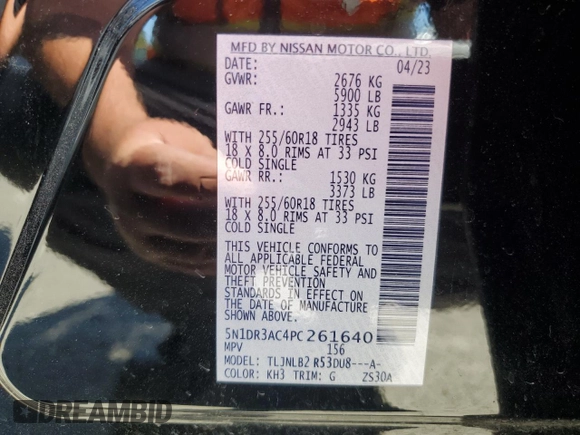 MFD BY NISSAN MOTOR CO., LTD.
DATE: 04/23
GVWR: 2676 KG
5900 LB
GAWR FR.: 1335 KG
2943 LB
WITH 255/60R18 TIRES
18 X 8.0 RIMS AT 33 PSI
COLD SINGLE
GAWR RR.: 1530 KG
3373 LB
WITH 255/60R18 TIRES
18 X 8.0 RIMS AT 33 PSI
COLD SINGLE
THIS VEHICLE CONFORMS TO
ALL APPLICABLE FEDERAL
MOTOR VEHICLE SAFETY AND
THEFT PREVENTION
STANDARDS IN EFFECT ON
THE DATE OF MANUFACTURE
SHOWN ABOVE.
5N1DR3AC4PC261640
MPV 156
MODEL: TLJNLB2 R53DU8---A-
COLOR: KH3 TRIM: G ZS30A
DREAMBID